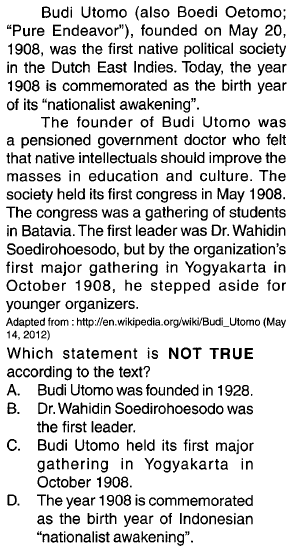 Budi Utomo (also Boedi Oetomo;
"Pure Endeavor"), founded on May 20,
1908, was the first native political society
in the Dutch East Indies. Today, the year
1908 is commemorated as the birth year
of its "nationalist awakening".
The founder of Budi Utomo was
a pensioned government doctor who felt
that native intellectuals should improve the
masses in education and culture. The
society held its first congress in May 1908.
The congress was a gathering of students
in Batavia. The first leader was Dr. Wahidin
Soedirohoesodo, but by the organization's
first major gathering in Yogyakarta in
October 1908, he stepped aside for
younger organizers.
Adapted from : http://en.wikipedia.org/wiki/Budi_Utomo (May
14, 2012)
Which statement is NOT TRUE
according to the text?
A. Budi Utomo was founded in 1928.
B. Dr. Wahidin Soedirohoesodo was
the first leader.
C. Budi Utomo held its first major
gathering in Yogyakarta in
October 1908.
D. The year 1908 is commemorated
as the birth year of Indonesian
"nationalist awakening".